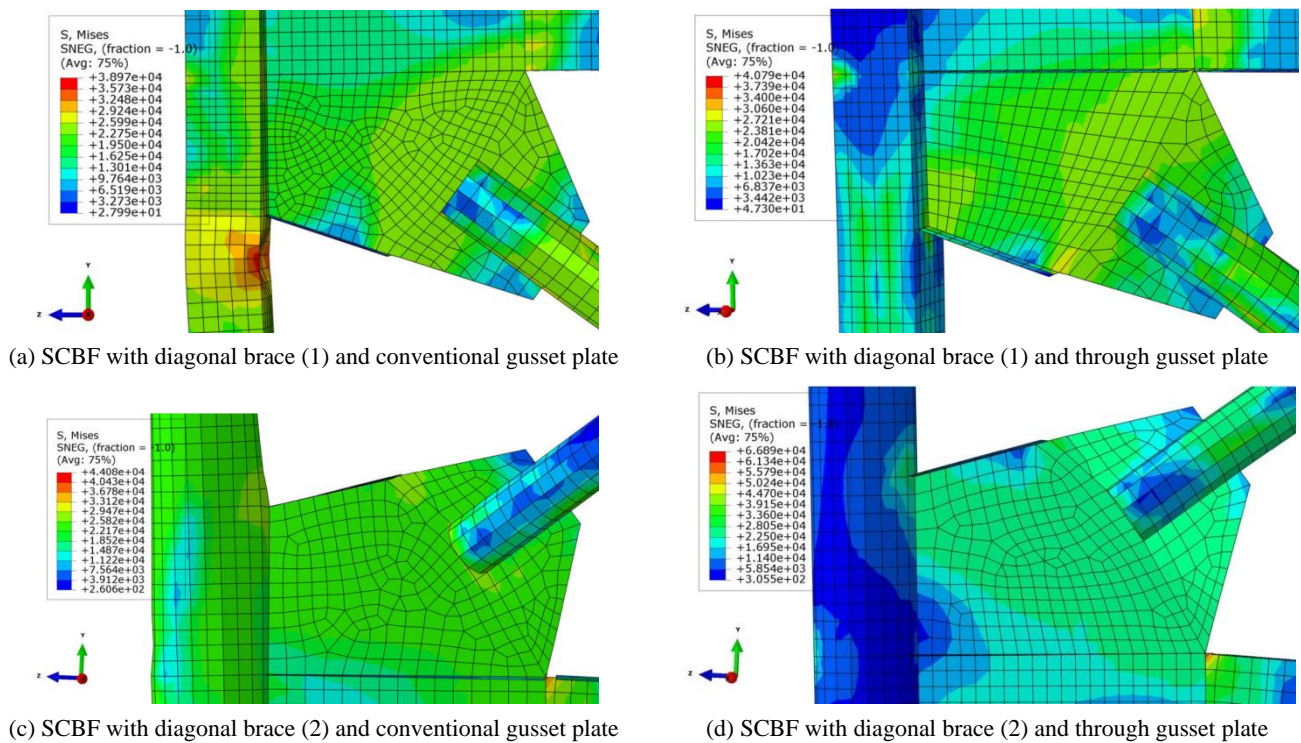 S, Mises
SNEG, (fraction = -1.0)
(Avg: 75%)
+3.897e+04
+3.573e+04
+3.248e+04
+2.924e+04
+2.599e+04
+2.275e+04
+1.950e+04
+1.625e+04
+1.301e+04
+9.764e+03
+6.519e+03
+3.273e+03
+2.799e+01
Y
Z
X
(a) SCBF with diagonal brace (1) and conventional gusset plate
S, Mises
SNEG, (fraction = -1.0)
(Avg: 75%)
+4.079e+04
+3.739e+04
+3.400e+04
+3.060e+04
+2.721e+04
+2.381e+04
+2.042e+04
+1.702e+04
+1.363e+04
+1.023e+04
+6.837e+03
+3.442e+03
+4.730e+01
Y
Z
(b) SCBF with diagonal brace (1) and through gusset plate
S, Mises
SNEG, (fraction = -1.0)
(Avg: 75%)
+4.408e+04
+4.043e+04
+3.678e+04
+3.312e+04
+2.947e+04
+2.582e+04
+2.217e+04
+1.852e+04
+1.487e+04
+1.122e+04
+7.564e+03
+3.912e+03
+2.606e+02
Y
Z
(c) SCBF with diagonal brace (2) and conventional gusset plate
S, Mises
SNEG, (fraction = -1.0)
(Avg: 75%)
+6.689e+04
+6.134e+04
+5.579e+04
+5.024e+04
+4.470e+04
+3.915e+04
+3.360e+04
+2.805e+04
+2.250e+04
+1.695e+04
+1.140e+04
+5.854e+03
+3.055e+02
Y
Z
(d) SCBF with diagonal brace (2) and through gusset plate